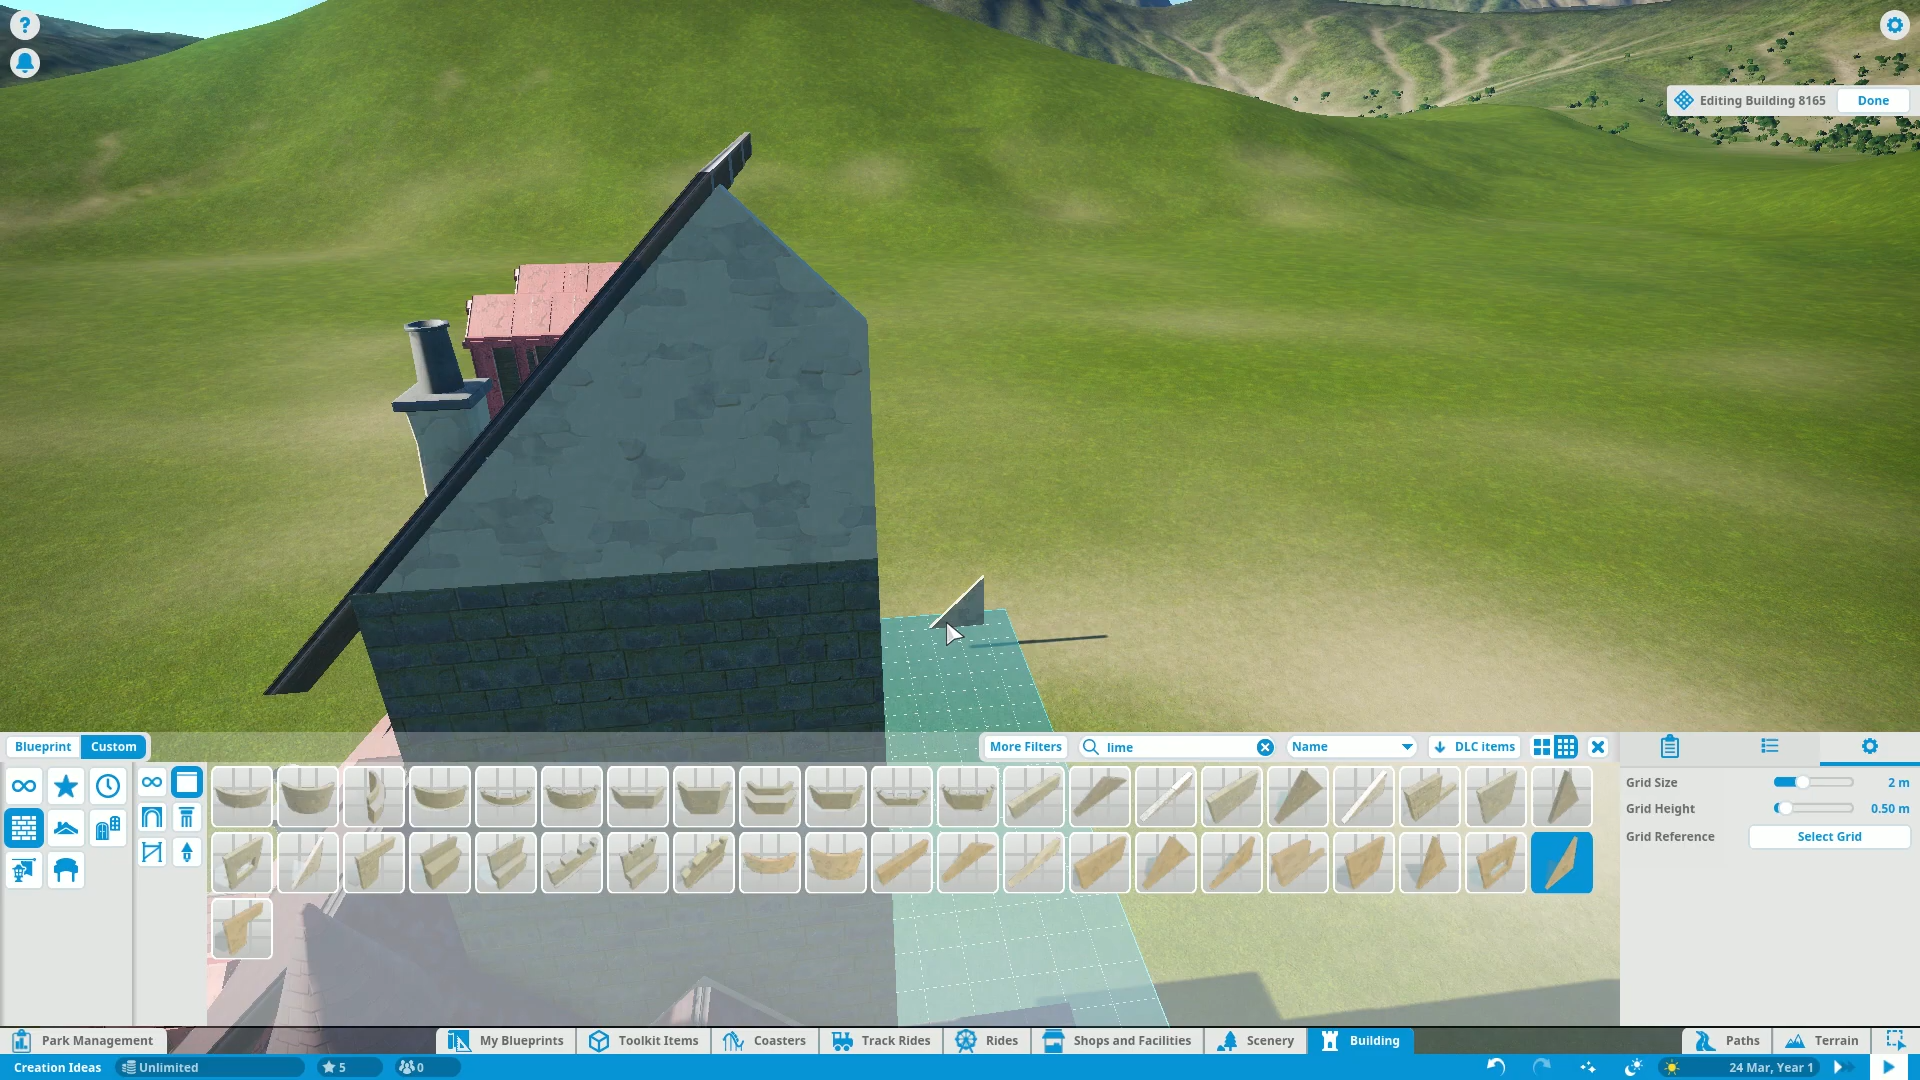 ?
Editing Building 8165
Done
Blueprint
Custom
More Filters
lime
Name
DLC items
Grid Size
2 m
Grid Height
0.50 m
Grid Reference
Select Grid
Park Management
My Blueprints
Toolkit Items
Coasters
Track Rides
Rides
Shops and Facilities
Scenery
Building
Paths
Terrain
Creation Ideas
Unlimited
5
0
24 Mar, Year 1